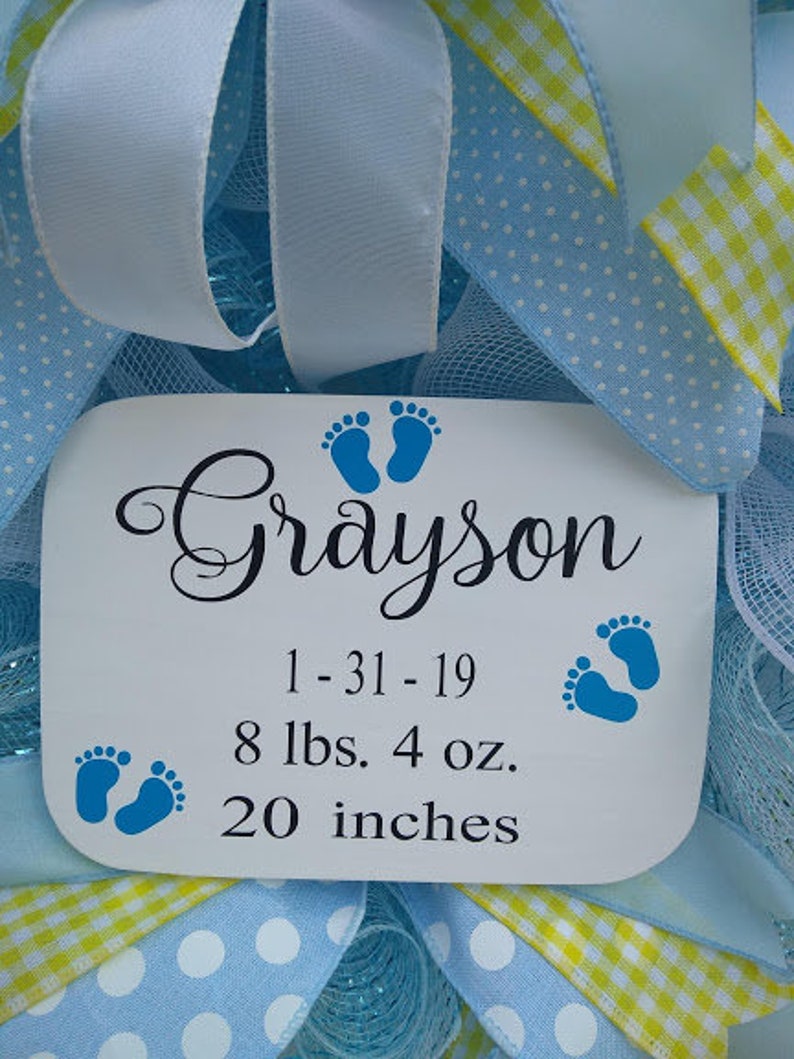 Grayson
1 - 31 - 19
8 lbs. 4 oz.
20 inches